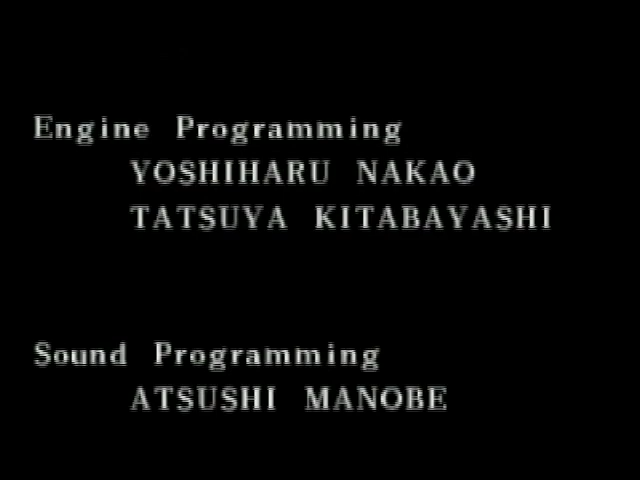 Engine Programming
YOSHIHARU NAKAO
TATSUYA KITABAYASHI
Sound Programming
ATSUSHI MANOBE